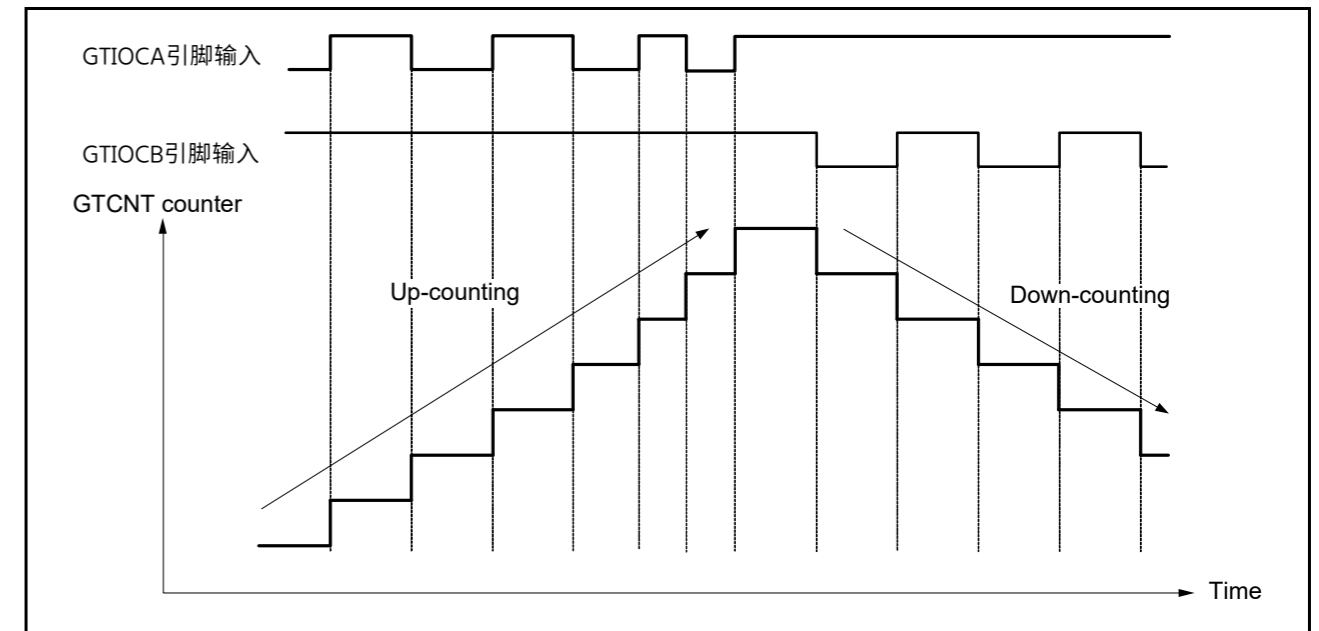 GTIOCA引脚输入
GTIOCB引脚输入
GTCNT counter
Up-counting
Down-counting
Time